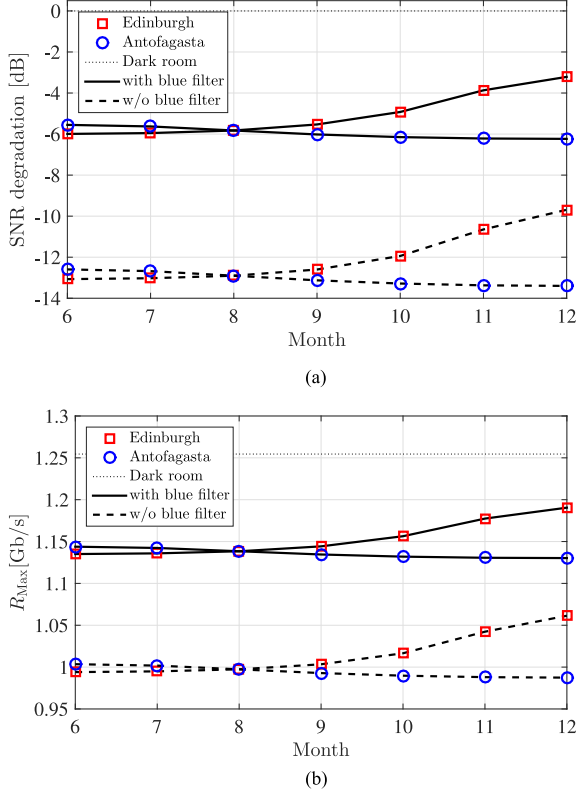 0
-2
-4
-6
-8
-10
-12
-14
SNR degradation [dB]
Edinburgh
Antofagasta
Dark room
with blue filter
w/o blue filter
6 7 8 9 10 11 12
Month
(a)
1.3
1.25
1.2
1.15
1.1
1.05
1
0.95
R_Max[Gb/s]
Edinburgh
Antofagasta
Dark room
with blue filter
w/o blue filter
6 7 8 9 10 11 12
Month
(b)